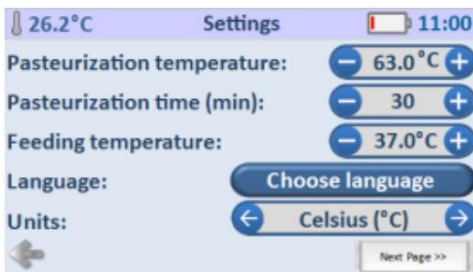 26.2°C Settings 11:00
Pasteurization temperature: 63.0°C
Pasteurization time (min): 30
Feeding temperature: 37.0°C
Language: Choose language
Units: Celsius (°C)
Next Page >>